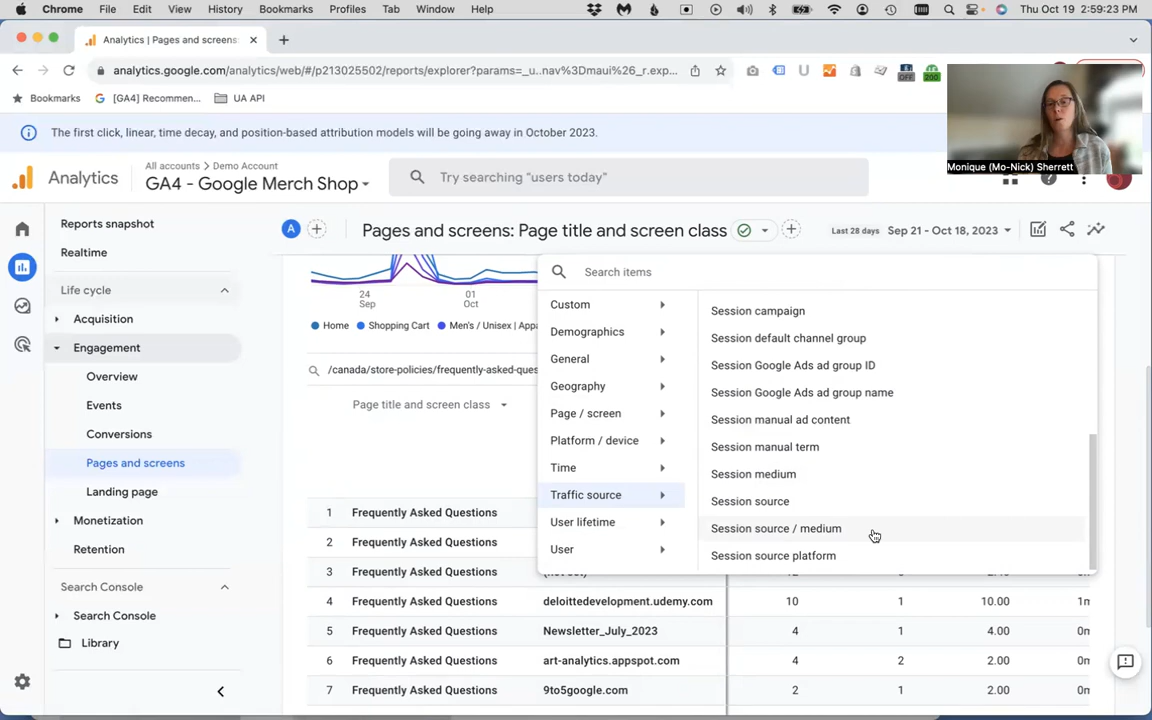 Chrome File Edit View History Bookmarks Profiles Tab Window Help Thu Oct 19 2:59:23 PM
Analytics | Pages and screens:
analytics.google.com/analytics/web/#/p213025502/reports/explorer?params=_u..nav%3Dmaui%26_r.exp...
OFF
200
Bookmarks [GA4] Recommen... UA API
The first click, linear, time decay, and position-based attribution models will be going away in October 2023.
Monique (Mo-Nick) Sherrett
Analytics
All accounts > Demo Account
GA4 - Google Merch Shop
Try searching "users today"
Reports snapshot
Realtime
Life cycle
Acquisition
Engagement
Overview
Events
Conversions
Pages and screens
Landing page
Monetization
Retention
Search Console
Search Console
Library
A
Pages and screens: Page title and screen class
Last 28 days Sep 21 - Oct 18, 2023
24
Sep
01
Oct
Home Shopping Cart Men's / Unisex | Appa
/canada/store-policies/frequently-asked-ques
Page title and screen class
Search items
Custom
Demographics
General
Geography
Page / screen
Platform / device
Time
Traffic source
User lifetime
User
Session campaign
Session default channel group
Session Google Ads ad group ID
Session Google Ads ad group name
Session manual ad content
Session manual term
Session medium
Session source
Session source / medium
Session source platform
1 Frequently Asked Questions
2 Frequently Asked Questions
3 Frequently Asked Questions
4 Frequently Asked Questions deloittedevelopment.udemy.com 10 1 10.00 1m
5 Frequently Asked Questions Newsletter_July_2023 4 1 4.00 0m
6 Frequently Asked Questions art-analytics.appspot.com 4 2 2.00 0m
7 Frequently Asked Questions 9to5google.com 2 1 2.00 0m